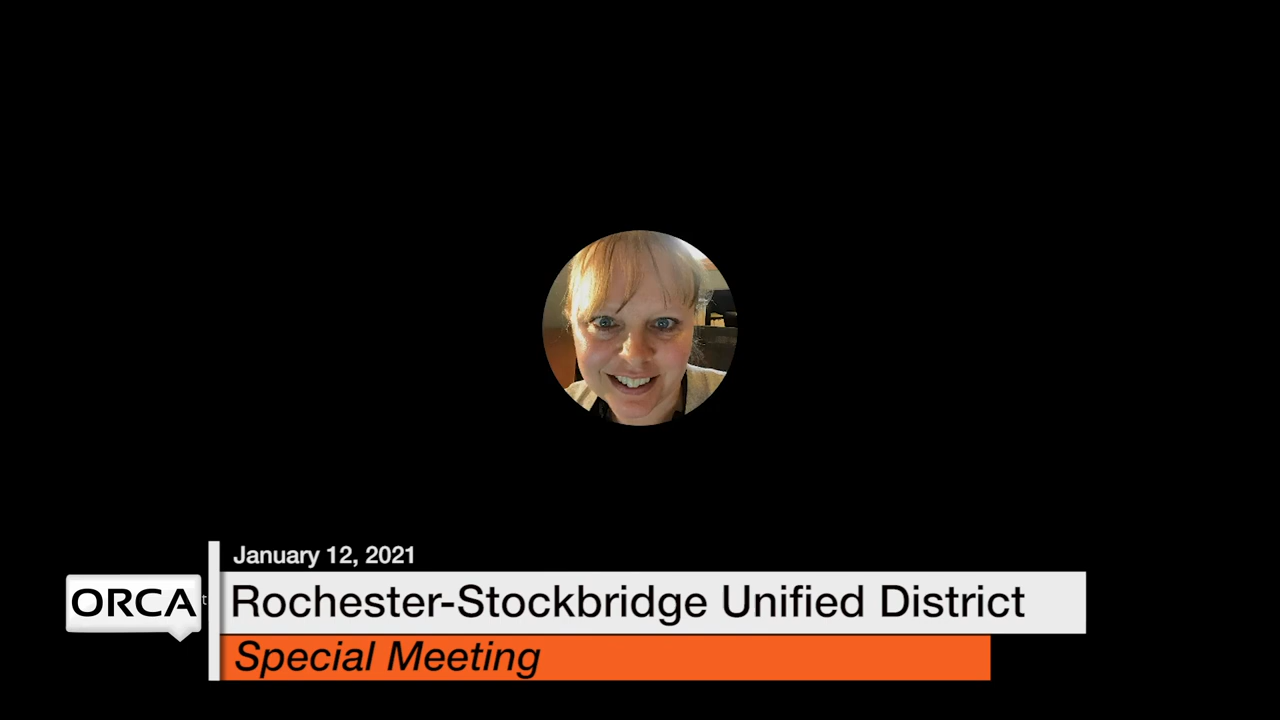 January 12, 2021
ORCA
Rochester-Stockbridge Unified District
Special Meeting